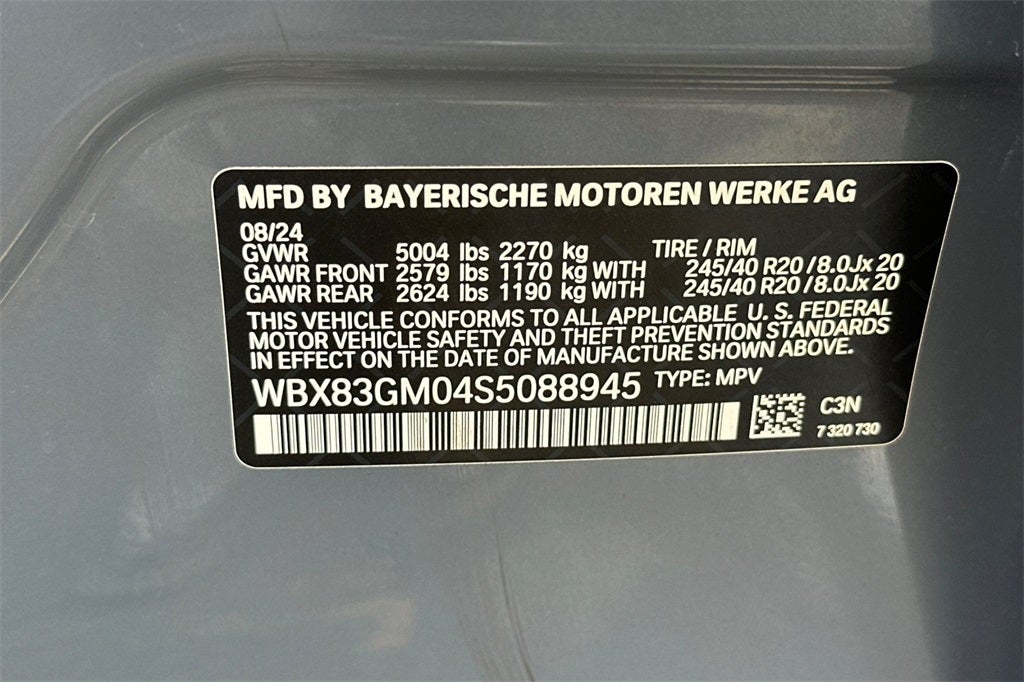 MFD BY BAYERISCHE MOTOREN WERKE AG
08/24
GVWR 5004 lbs 2270 kg TIRE / RIM
GAWR FRONT 2579 lbs 1170 kg WITH 245/40 R20 / 8.0Jx 20
GAWR REAR 2624 lbs 1190 kg WITH 245/40 R20 / 8.0Jx 20
THIS VEHICLE CONFORMS TO ALL APPLICABLE U. S. FEDERAL
MOTOR VEHICLE SAFETY AND THEFT PREVENTION STANDARDS
IN EFFECT ON THE DATE OF MANUFACTURE SHOWN ABOVE.
WBX83GM04S5088945 TYPE: MPV
C3N
7 320 730